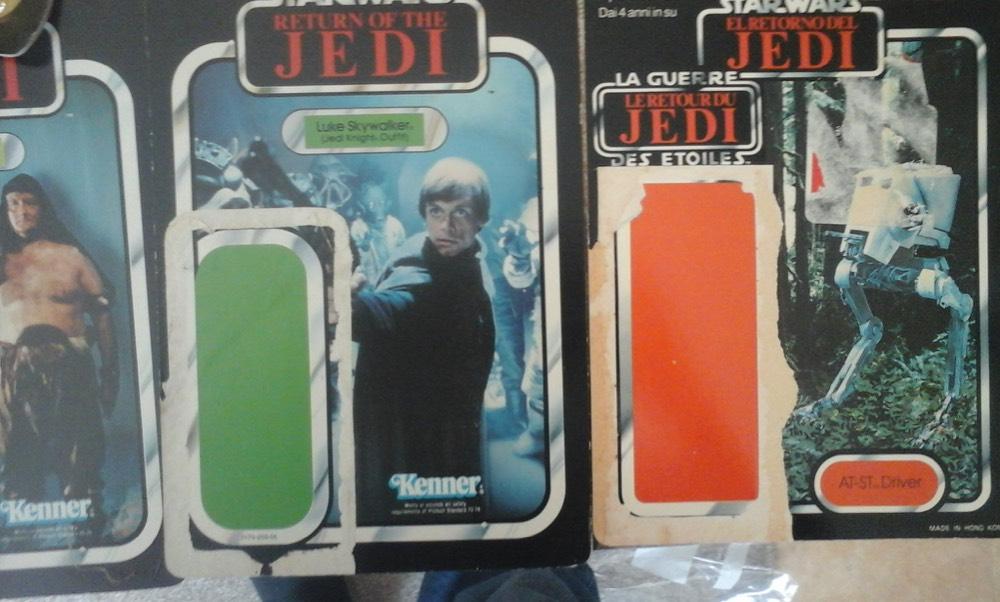 I
Kenner
STAR WARS
RETURN OF THE
JEDI
Luke Skywalker
(Jedi Knight Outfit)
Kenner
Dai 4 anni in su
STAR WARS
EL RETORNO DEL
JEDI
LA GUERRE
LE RETOUR DU
JEDI
DES ETOILES
AT-ST Driver
MADE IN HONG KON